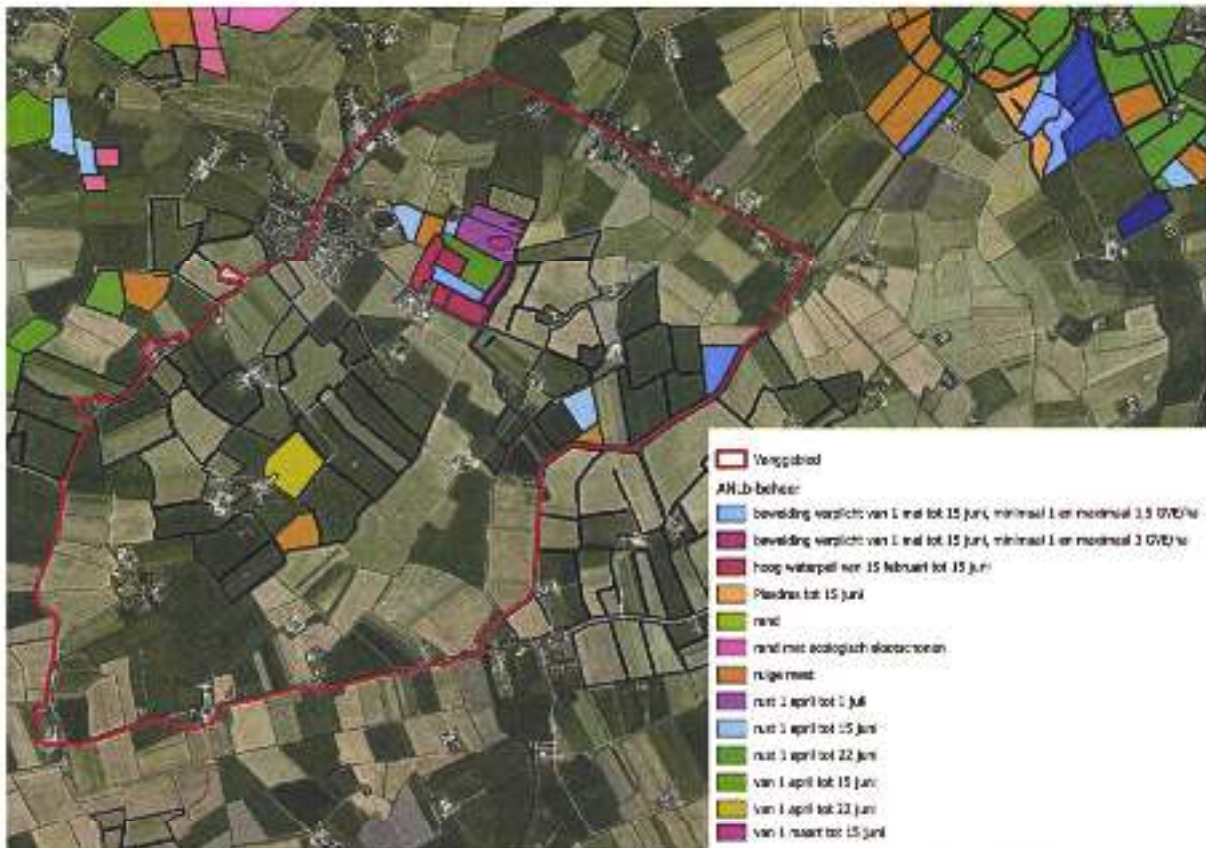 Vanggebied
ANLb-beheer
beweiding verplicht van 1 mei tot 15 juni, minimaal 1 en maximaal 1,5 GVE/ha
beweiding verplicht van 1 mei tot 15 juni, minimaal 1 en maximaal 3 GVE/ha
hoog waterpeil van 15 februari tot 15 juni
Plasdras tot 15 juni
rand
rand met ecologisch slootschonen
ruige mest
rust 1 april tot 1 juli
rust 1 april tot 15 juni
rust 1 april tot 22 juni
van 1 april tot 15 juni
van 1 april tot 22 juni
van 1 maart tot 15 juni